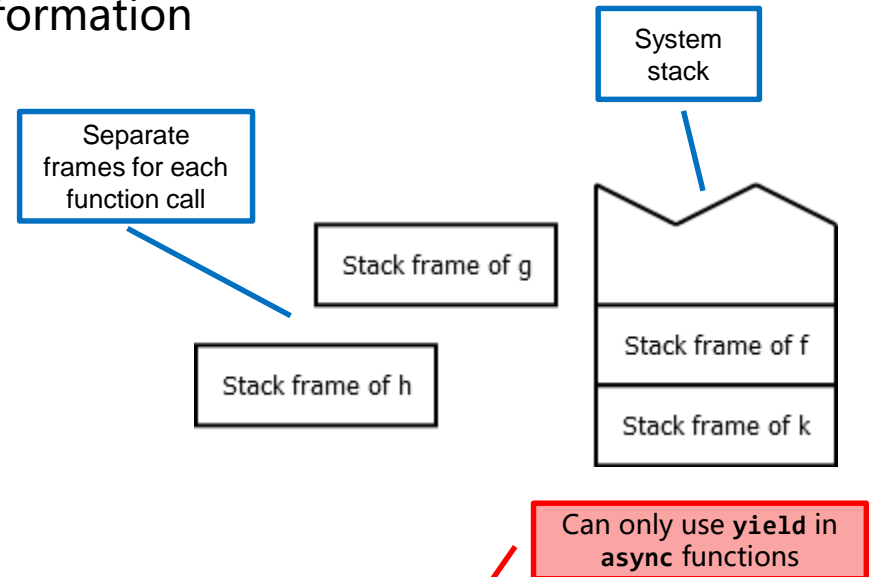 formation
System
stack
Separate
frames for each
function call
Stack frame of g
Stack frame of f
Stack frame of h
Stack frame of k
Can only use yield in
async functions